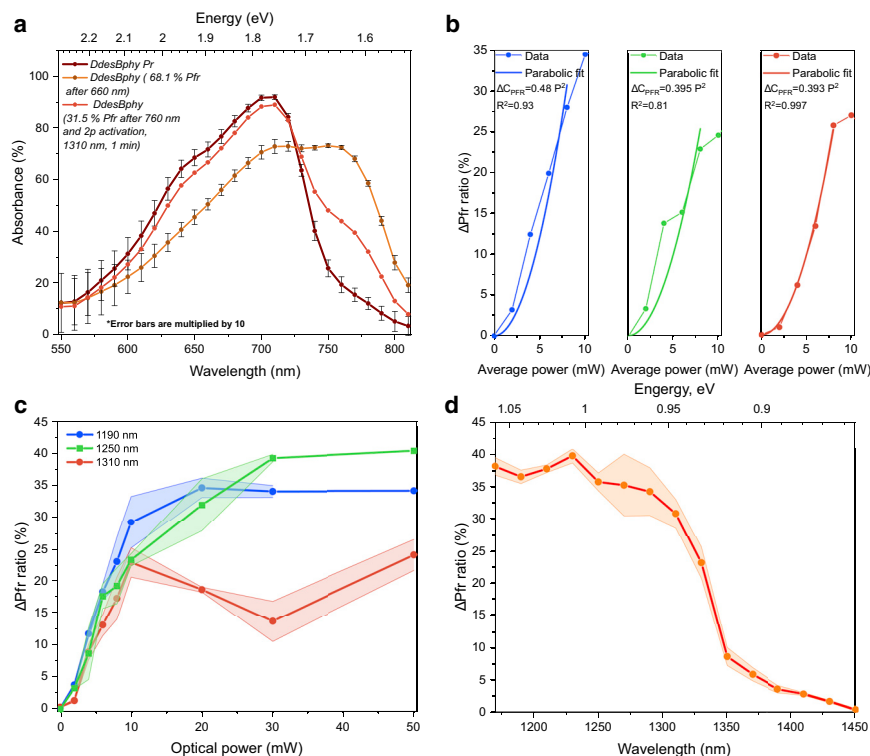 a
Energy (eV)
2.2 2.1 2 1.9 1.8 1.7 1.6
DdesBphy Pr
DdesBphy ( 68.1 % Pfr
after 660 nm)
DdesBphy
(31.5 % Pfr after 760 nm
and 2p activation,
1310 nm, 1 min)
Absorbance (%)
100
80
60
40
20
0
*Error bars are multiplied by 10
550 600 650 700 750 800
Wavelength (nm)
b
ΔPfr ratio (%)
35
30
25
20
15
10
5
0
Data
Parabolic fit
ΔC_PFR=0.48 P²
R²=0.93
0 5 10
Average power (mW)
Data
Parabolic fit
ΔC_PFR=0.395 P²
R²=0.81
0 5 10
Average power (mW)
Data
Parabolic fit
ΔC_PFR=0.393 P²
R²=0.997
0 5 10
Average power (mW)
c
1190 nm
1250 nm
1310 nm
ΔPfr ratio (%)
45
40
35
30
25
20
15
10
5
0
0 10 20 30 40 50
Optical power (mW)
d
Engergy, eV
1.05 1 0.95 0.9
ΔPfr ratio (%)
45
40
35
30
25
20
15
10
5
0
1200 1250 1300 1350 1400 1450
Wavelength (nm)